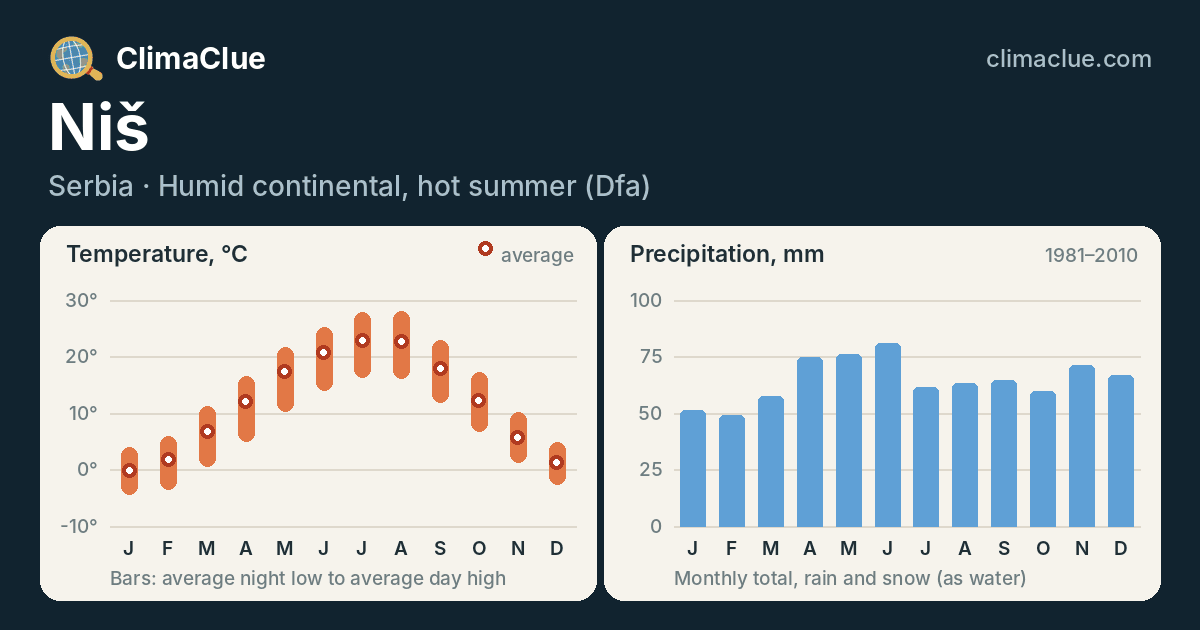 ClimaClue
climaclue.com
Niš
Serbia · Humid continental, hot summer (Dfa)
Temperature, °C
average
30°
20°
10°
0°
-10°
J F M A M J J A S O N D
Bars: average night low to average day high
Precipitation, mm
1981–2010
100
75
50
25
0
J F M A M J J A S O N D
Monthly total, rain and snow (as water)